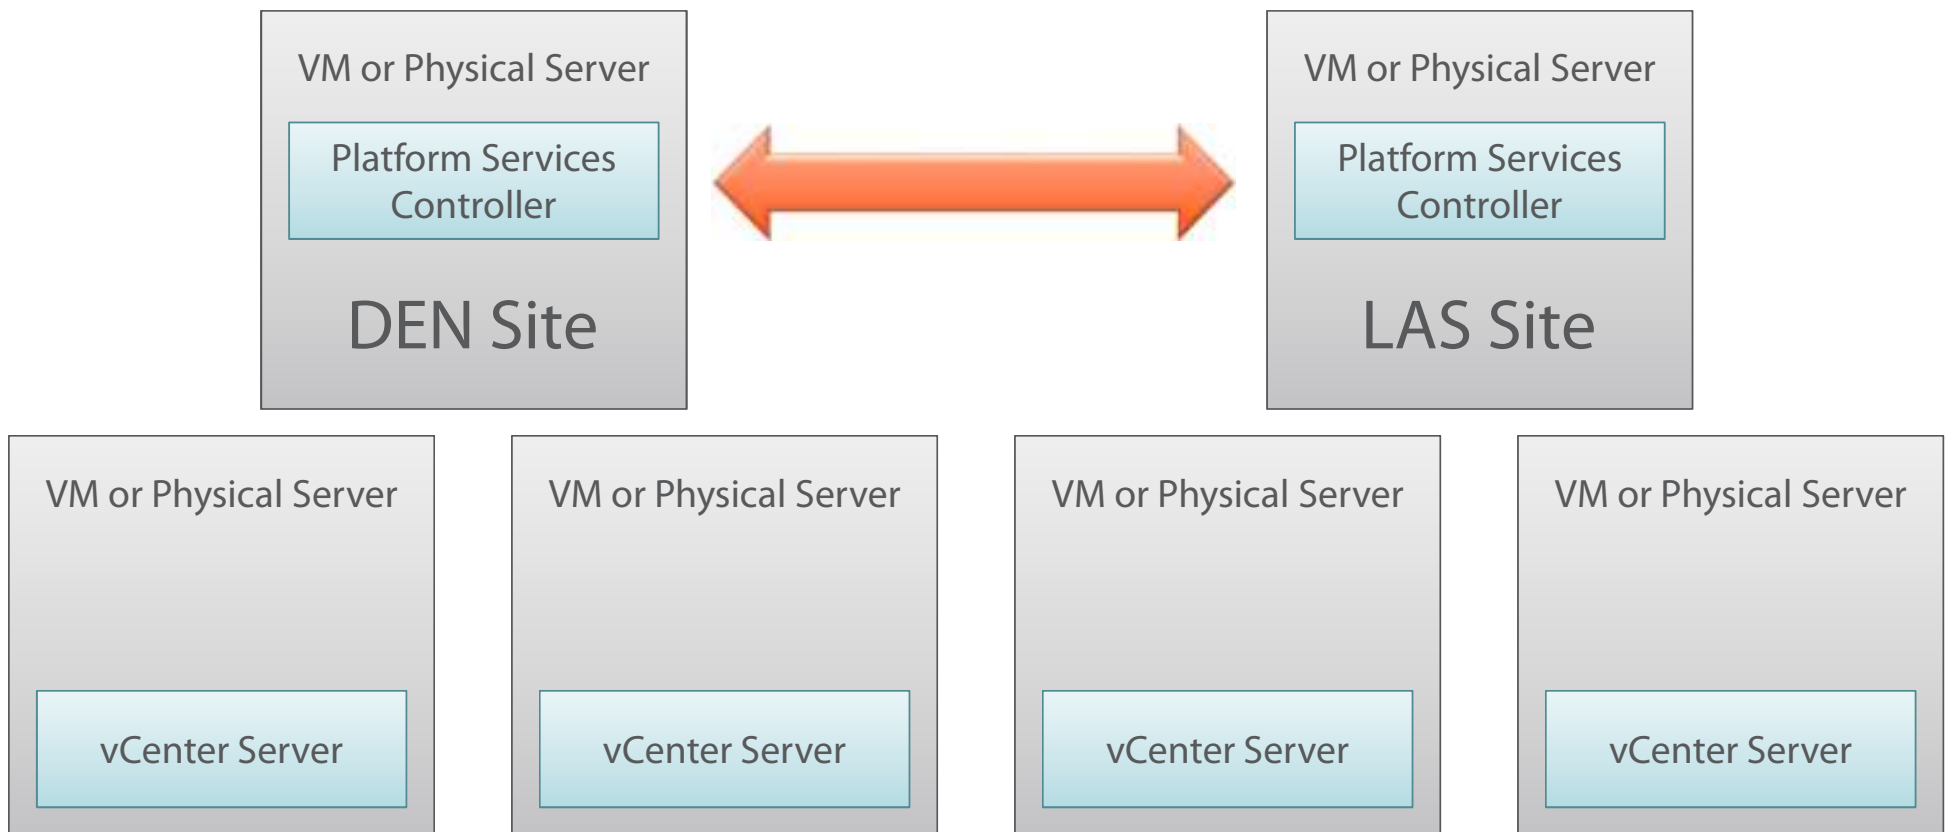 VM or Physical Server
Platform Services
Controller
DEN Site
VM or Physical Server
Platform Services
Controller
LAS Site
VM or Physical Server
vCenter Server
VM or Physical Server
vCenter Server
VM or Physical Server
vCenter Server
VM or Physical Server
vCenter Server